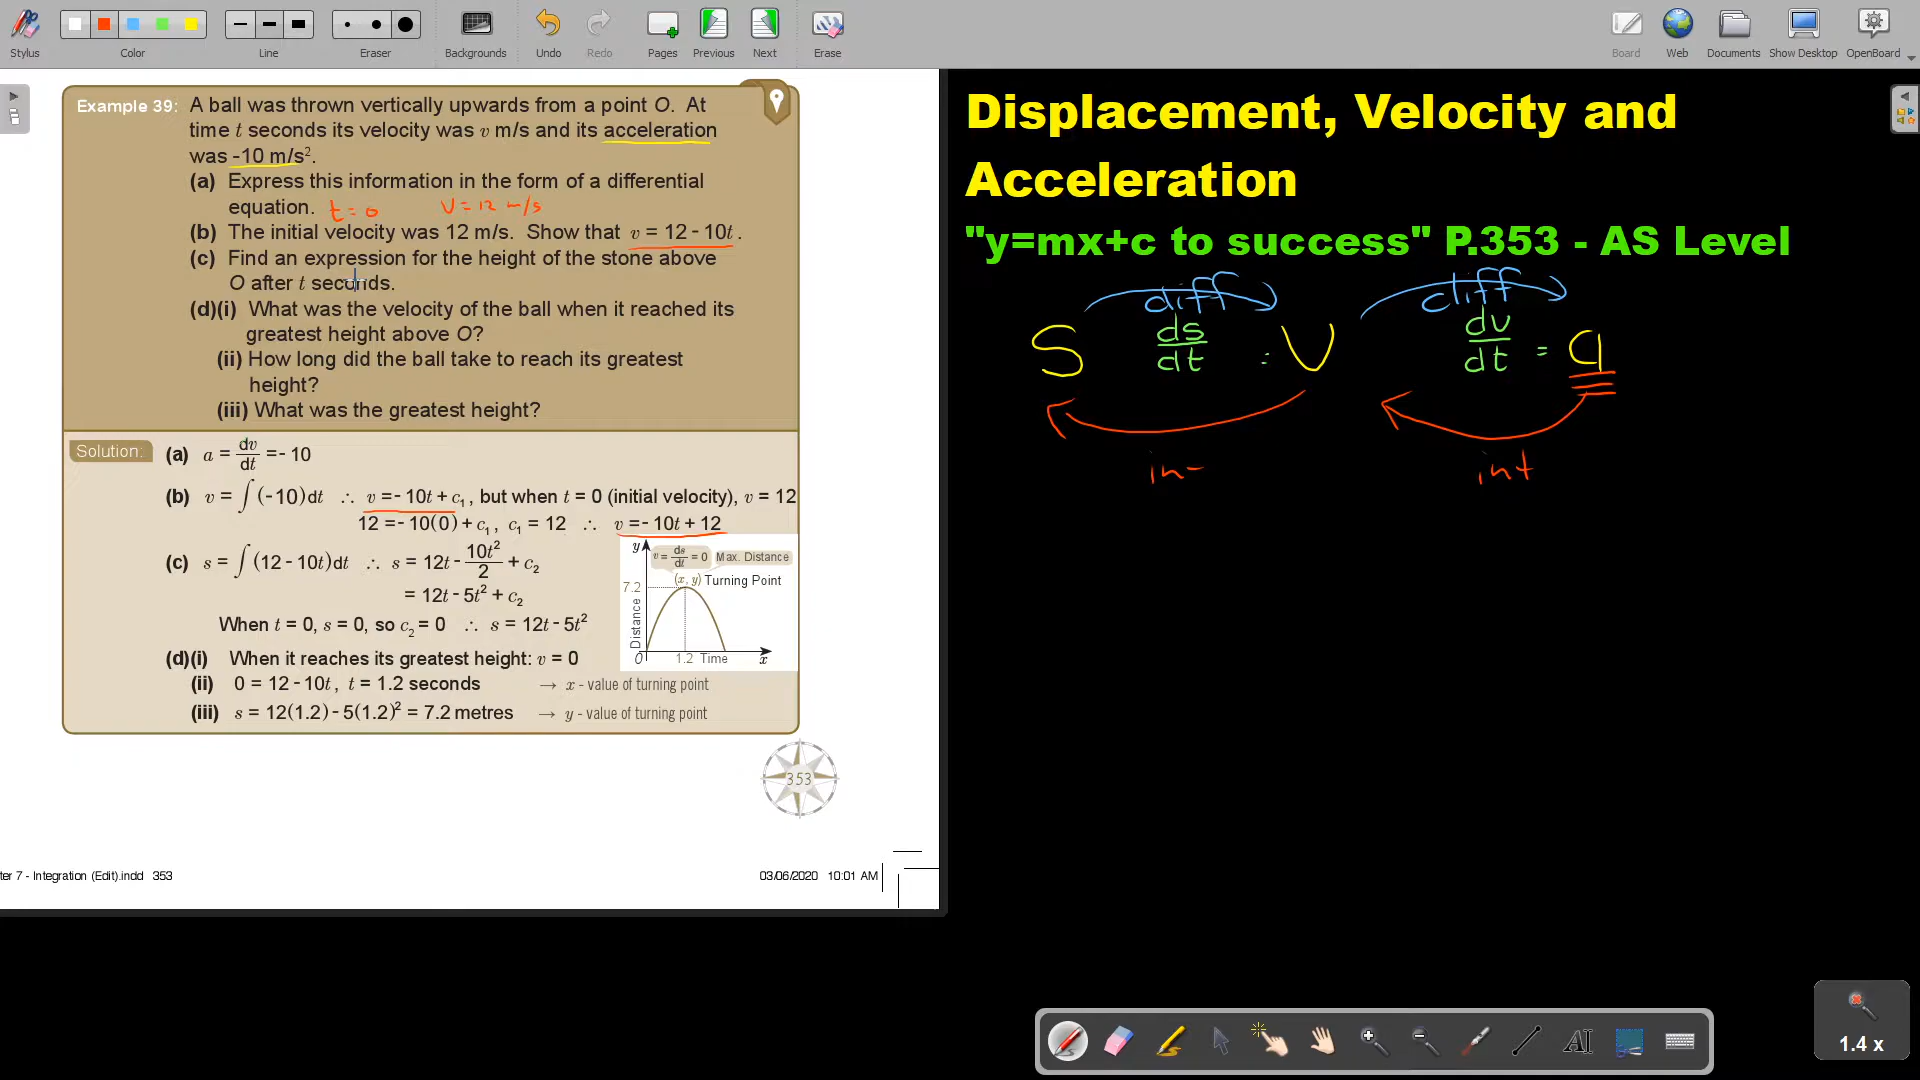 Stylus
Color
Line
Eraser
Backgrounds
Undo
Redo
Pages
Previous
Next
Erase
Board
Web
Documents
Show Desktop
OpenBoard
Example 39: A ball was thrown vertically upwards from a point O. At
time t seconds its velocity was v m/s and its acceleration
was -10 m/s².
(a) Express this information in the form of a differential
equation. t = 0 V = 12 m/s
(b) The initial velocity was 12 m/s. Show that v = 12 - 10t.
(c) Find an expression for the height of the stone above
O after t seconds.
(d)(i) What was the velocity of the ball when it reached its
greatest height above O?
(ii) How long did the ball take to reach its greatest
height?
(iii) What was the greatest height?
Solution: (a) a = dv/dt = - 10
(b) v = ∫(-10)dt ∴ v = - 10t + c₁, but when t = 0 (initial velocity), v = 12
12 = - 10(0) + c₁, c₁ = 12 ∴ v = - 10t + 12
(c) s = ∫(12 - 10t)dt ∴ s = 12t - 10t²/2 + c₂
= 12t - 5t² + c₂
When t = 0, s = 0, so c₂ = 0 ∴ s = 12t - 5t²
(d)(i) When it reaches its greatest height: v = 0
(ii) 0 = 12 - 10t, t = 1.2 seconds → x - value of turning point
(iii) s = 12(1.2) - 5(1.2)² = 7.2 metres → y - value of turning point
y
v = ds/dt = 0 Max. Distance
(x, y) Turning Point
7.2
Distance
0 1.2 Time x
353
ter 7 - Integration (Edit).indd 353
03/06/2020 10:01 AM
Displacement, Velocity and
Acceleration
"y=mx+c to success" P.353 - AS Level
diff diff
S ds/dt = V dv/dt = a
in- int
AI
1.4 x